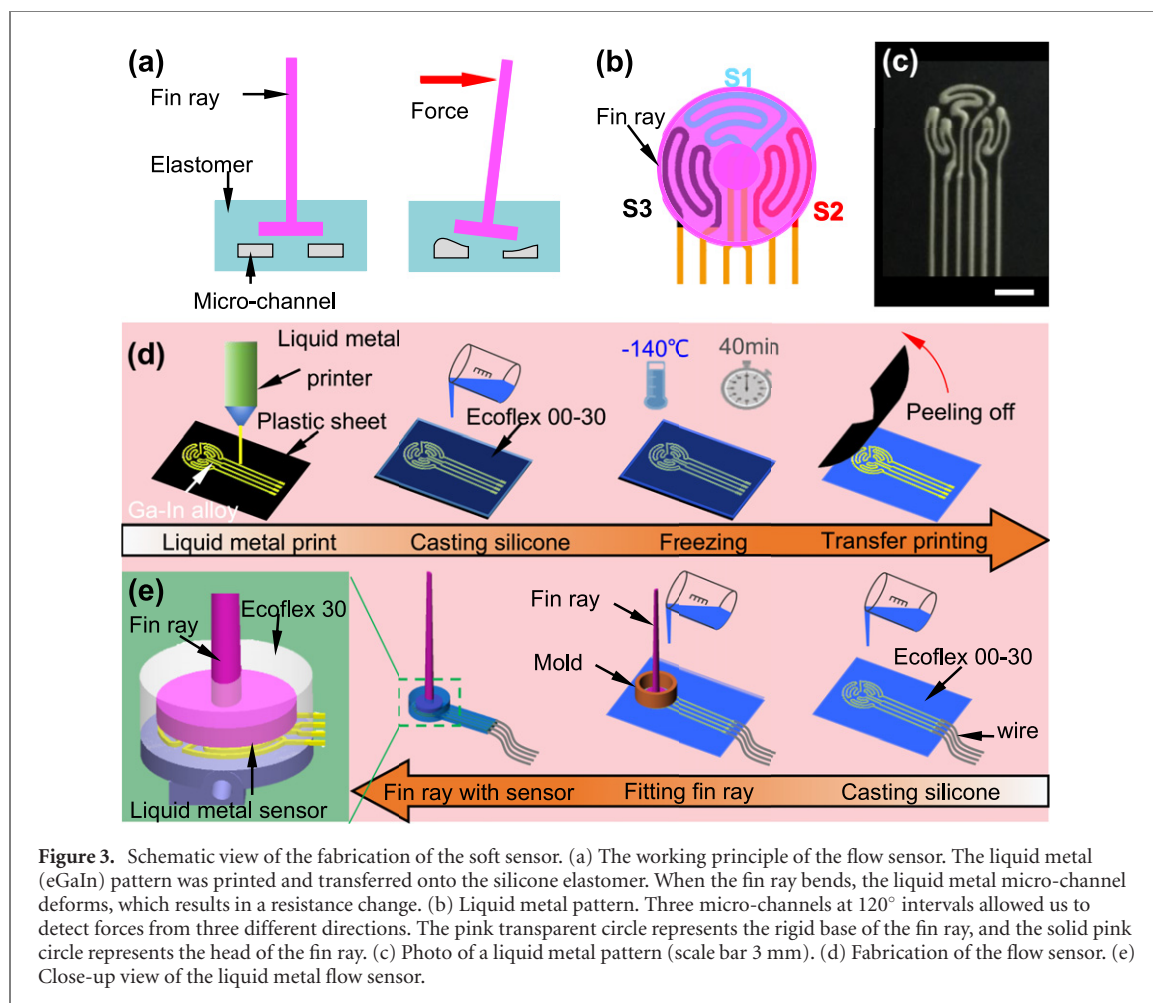 (a)
Fin ray
Force
Elastomer
Micro-channel
(b)
S1
Fin ray
S3
S2
(c)
(d)
Liquid metal
printer
Plastic sheet
Ga-In alloy
Ecoflex 00-30
-140℃
40min
Peeling off
Liquid metal print
Casting silicone
Freezing
Transfer printing
(e)
Ecoflex 30
Fin ray
Liquid metal sensor
Fin ray
Mold
Ecoflex 00-30
wire
Fin ray with sensor
Fitting fin ray
Casting silicone
Figure 3. Schematic view of the fabrication of the soft sensor. (a) The working principle of the flow sensor. The liquid metal
(eGaIn) pattern was printed and transferred onto the silicone elastomer. When the fin ray bends, the liquid metal micro-channel
deforms, which results in a resistance change. (b) Liquid metal pattern. Three micro-channels at 120° intervals allowed us to
detect forces from three different directions. The pink transparent circle represents the rigid base of the fin ray, and the solid pink
circle represents the head of the fin ray. (c) Photo of a liquid metal pattern (scale bar 3 mm). (d) Fabrication of the flow sensor. (e)
Close-up view of the liquid metal flow sensor.